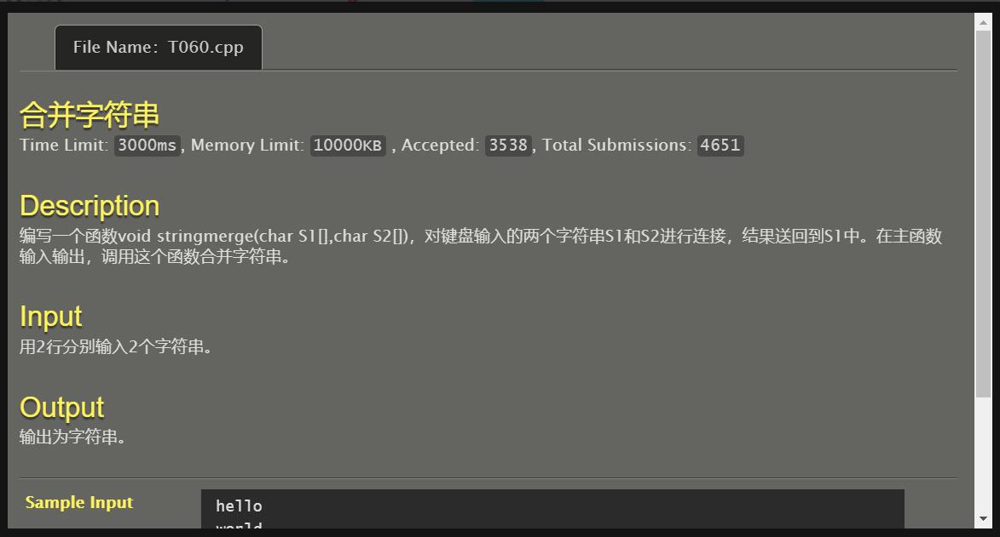 File Name：T060.cpp
合并字符串
Time Limit: 3000ms, Memory Limit: 10000KB , Accepted: 3538, Total Submissions: 4651
Description
编写一个函数void stringmerge(char S1[],char S2[])，对键盘输入的两个字符串S1和S2进行连接，结果送回到S1中。在主函数
输入输出，调用这个函数合并字符串。
Input
用2行分别输入2个字符串。
Output
输出为字符串。
Sample Input
hello
world